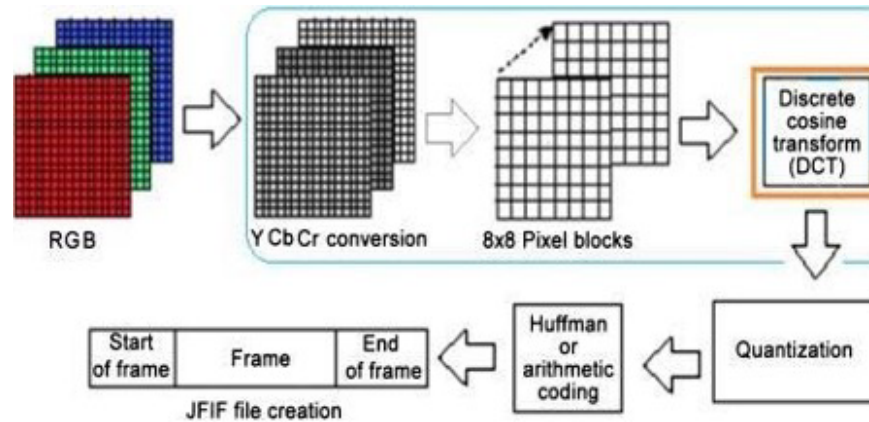 RGB
Y Cb Cr conversion
8x8 Pixel blocks
Discrete
cosine
transform
(DCT)
Quantization
Huffman
or
arithmetic
coding
Start
of frame
Frame
End
of frame
JFIF file creation